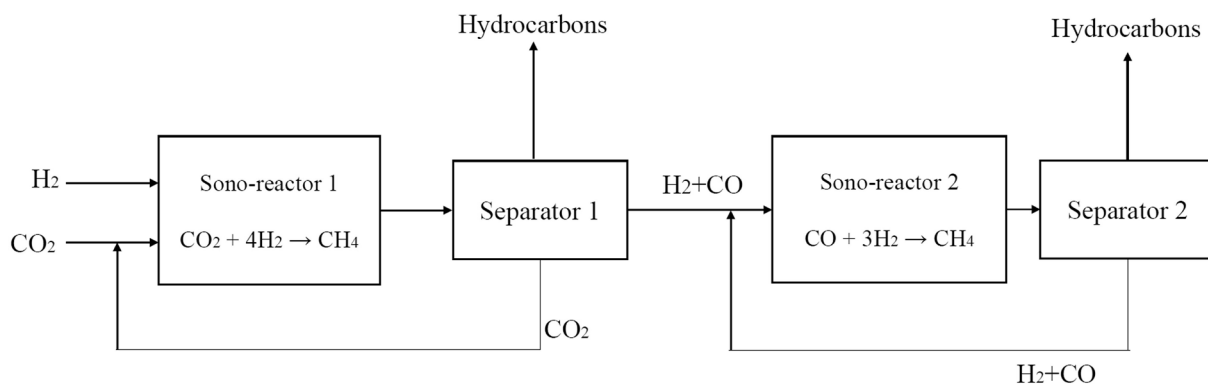 Hydrocarbons
Hydrocarbons
H₂
Sono-reactor 1
Separator 1
H₂+CO
Sono-reactor 2
Separator 2
CO₂
CO₂ + 4H₂ → CH₄
CO + 3H₂ → CH₄
CO₂
H₂+CO